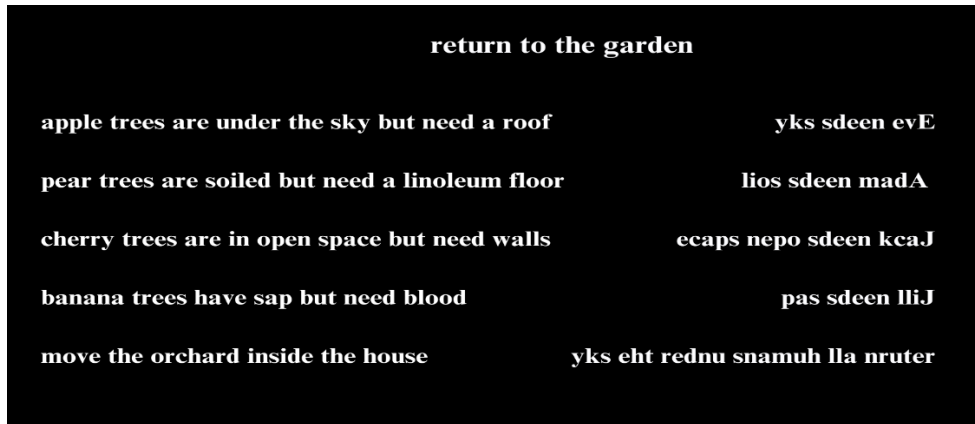 return to the garden
apple trees are under the sky but need a roof yks sdeen evE
pear trees are soiled but need a linoleum floor lios sdeen madA
cherry trees are in open space but need walls ecaps nepo sdeen kcaJ
banana trees have sap but need blood pas sdeen lliJ
move the orchard inside the house yks eht rednu snamuh lla nruter